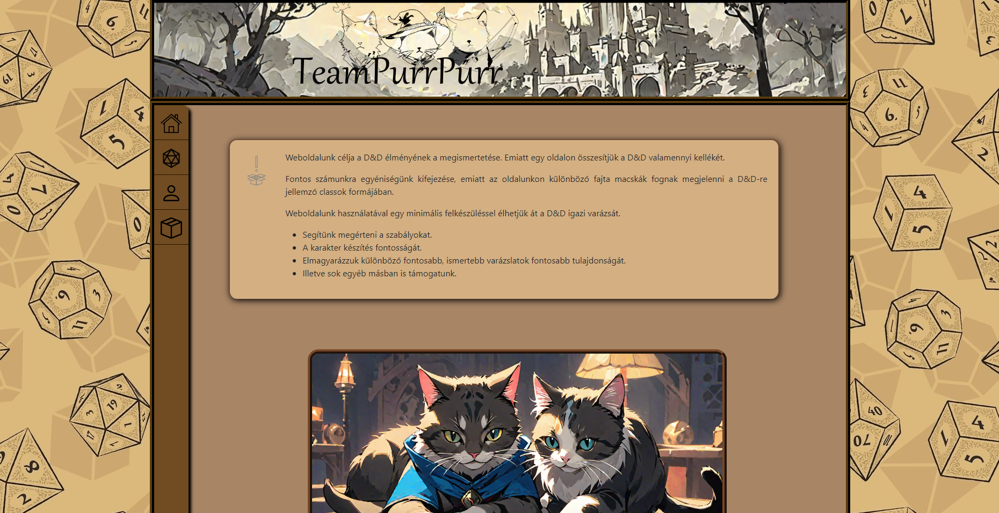 TeamPurrPurr
Weboldalunk célja a D&D élményének a megismertetése. Emiatt egy oldalon összesítjük a D&D valamennyi kellékét.
Fontos számunkra egyéniségünk kifejezése, emiatt az oldalunkon különböző fajta macskák fognak megjelenni a D&D-re
jellemző classok formájában.
Weboldalunk használatával egy minimális felkészüléssel élhetjük át a D&D igazi varázsát.
Segítünk megérteni a szabályokat.
A karakter készítés fontosságát.
Elmagyarázzuk különböző fontosabb, ismertebb varázslatok fontosabb tulajdonságát.
Illetve sok egyéb másban is támogatunk.